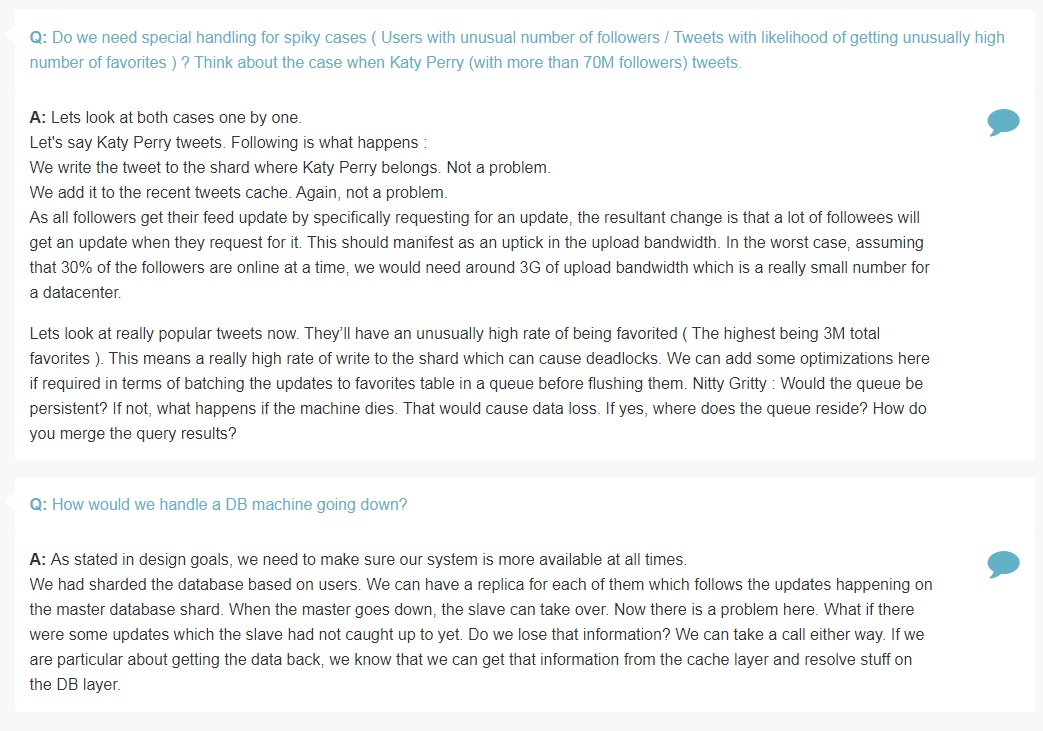 Q: Do we need special handling for spiky cases ( Users with unusual number of followers / Tweets with likelihood of getting unusually high
number of favorites ) ? Think about the case when Katy Perry (with more than 70M followers) tweets.
A: Lets look at both cases one by one.
Let's say Katy Perry tweets. Following is what happens :
We write the tweet to the shard where Katy Perry belongs. Not a problem.
We add it to the recent tweets cache. Again, not a problem.
As all followers get their feed update by specifically requesting for an update, the resultant change is that a lot of followees will
get an update when they request for it. This should manifest as an uptick in the upload bandwidth. In the worst case, assuming
that 30% of the followers are online at a time, we would need around 3G of upload bandwidth which is a really small number for
a datacenter.
Lets look at really popular tweets now. They’ll have an unusually high rate of being favorited ( The highest being 3M total
favorites ). This means a really high rate of write to the shard which can cause deadlocks. We can add some optimizations here
if required in terms of batching the updates to favorites table in a queue before flushing them. Nitty Gritty : Would the queue be
persistent? If not, what happens if the machine dies. That would cause data loss. If yes, where does the queue reside? How do
you merge the query results?
Q: How would we handle a DB machine going down?
A: As stated in design goals, we need to make sure our system is more available at all times.
We had sharded the database based on users. We can have a replica for each of them which follows the updates happening on
the master database shard. When the master goes down, the slave can take over. Now there is a problem here. What if there
were some updates which the slave had not caught up to yet. Do we lose that information? We can take a call either way. If we
are particular about getting the data back, we know that we can get that information from the cache layer and resolve stuff on
the DB layer.